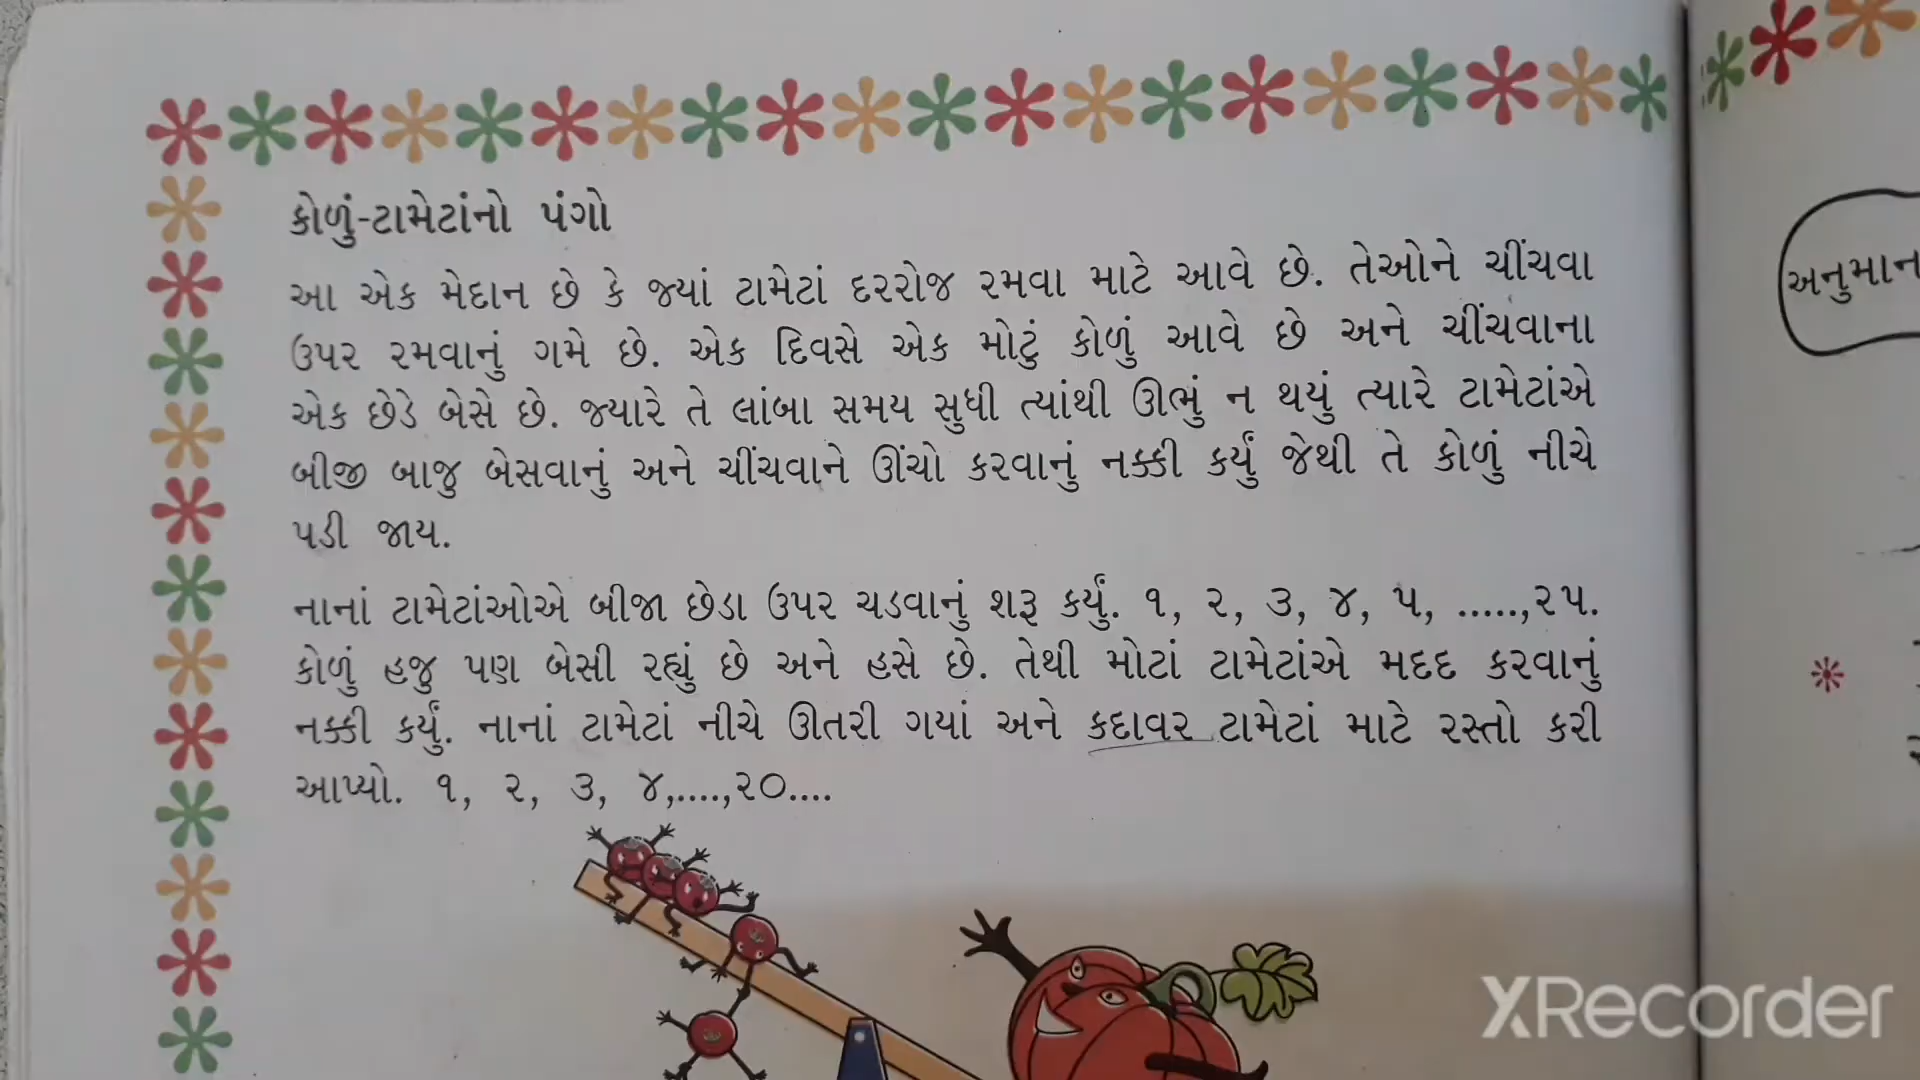 કોળું-ટામેટાંનો પંગો
આ એક મેદાન છે કે જ્યાં ટામેટાં દરરોજ રમવા માટે આવે છે. તેઓને ચીંચવા
ઉપર રમવાનું ગમે છે. એક દિવસે એક મોટું કોળું આવે છે અને ચીંચવાના
એક છેડે બેસે છે. જ્યારે તે લાંબા સમય સુધી ત્યાંથી ઊભું ન થયું ત્યારે ટામેટાંએ
બીજી બાજુ બેસવાનું અને ચીંચવાને ઊંચો કરવાનું નક્કી કર્યું જેથી તે કોળું નીચે
પડી જાય.
નાનાં ટામેટાંઓએ બીજા છેડા ઉપર ચડવાનું શરૂ કર્યું. ૧, ૨, ૩, ૪, ૫, .....,૨૫.
કોળું હજુ પણ બેસી રહ્યું છે અને હસે છે. તેથી મોટાં ટામેટાંએ મદદ કરવાનું
નક્કી કર્યું. નાનાં ટામેટાં નીચે ઊતરી ગયાં અને કદાવર ટામેટાં માટે રસ્તો કરી
આપ્યો. ૧, ૨, ૩, ૪,....,૨૦....
અનુમાન
XRecorder